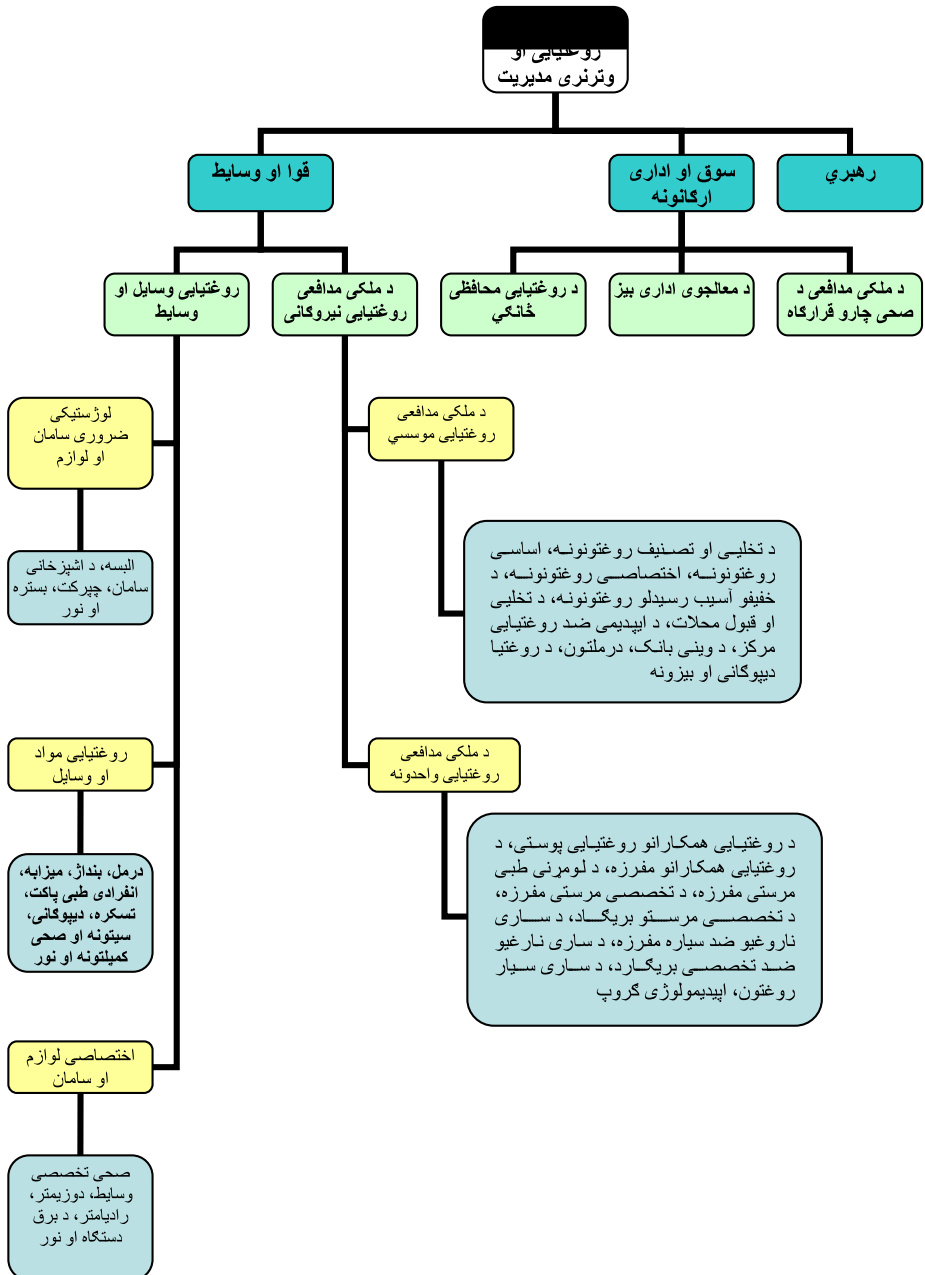 روغتیایی او
وترنری مدیریت
رهبري
سوق او اداری
ارګانونه
قوا او وسایط
د ملکی مدافعی د
صحی چارو قرارګاه
د معالجوی اداری بیز
د روغتیایی محافظی
څانګي
د ملکی مدافعی
روغتیایی نیروګانی
روغتیایی وسایل او
وسایط
د ملکی مدافعی
روغتیایی موسسي
د تخلیی او تصنیف روغتونونه، اساسی
روغتونونه، اختصاصی روغتونونه، د
خفیفو آسیب رسیدلو روغتونونه، د تخلیی
او قبول محلات، د ایپدیمی ضد روغتیایی
مرکز، د وینی بانک، درملتون، د روغتیا
دیپوګانی او بیزونه
د ملکی مدافعی
روغتیایی واحدونه
د روغتیایی همکارانو روغتیایی پوستی، د
روغتیایی همکارانو مفرزه، د لومړنی طبی
مرستی مفرزه، د تخصصی مرستی مفرزه،
د تخصصی مرستو بریګاد، د ساری
ناروغیو ضد سیاره مفرزه، د ساری نارغیو
ضد تخصصی بریګارد، د ساری سیار
روغتون، اپیدیمولوژی ګروپ
لوژستیکی
ضروری سامان
او لوازم
البسه، د اشپزخانی
سامان، چپرکت، بستره
او نور
روغتیایی مواد
او وسایل
درمل، بنداژ، میزابه،
انفرادی طبی پاکت،
تسکره، دیپوګانی،
سیتونه او صحی
کمیلتونه او نور
اختصاصی لوازم
او سامان
صحی تخصصی
وسایط، دوزیمتر،
رادیامتر، د برق
دستګاه او نور